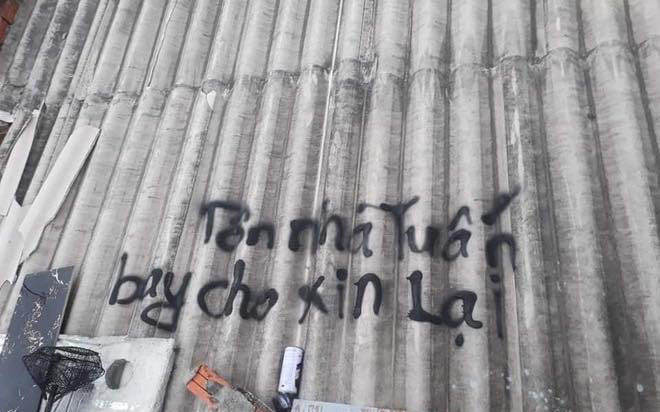 Tôn nhà Tuấn
bay cho xin Lại